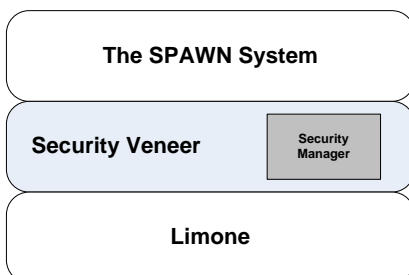 The SPAWN System
Security Veneer
Security
Manager
Limone